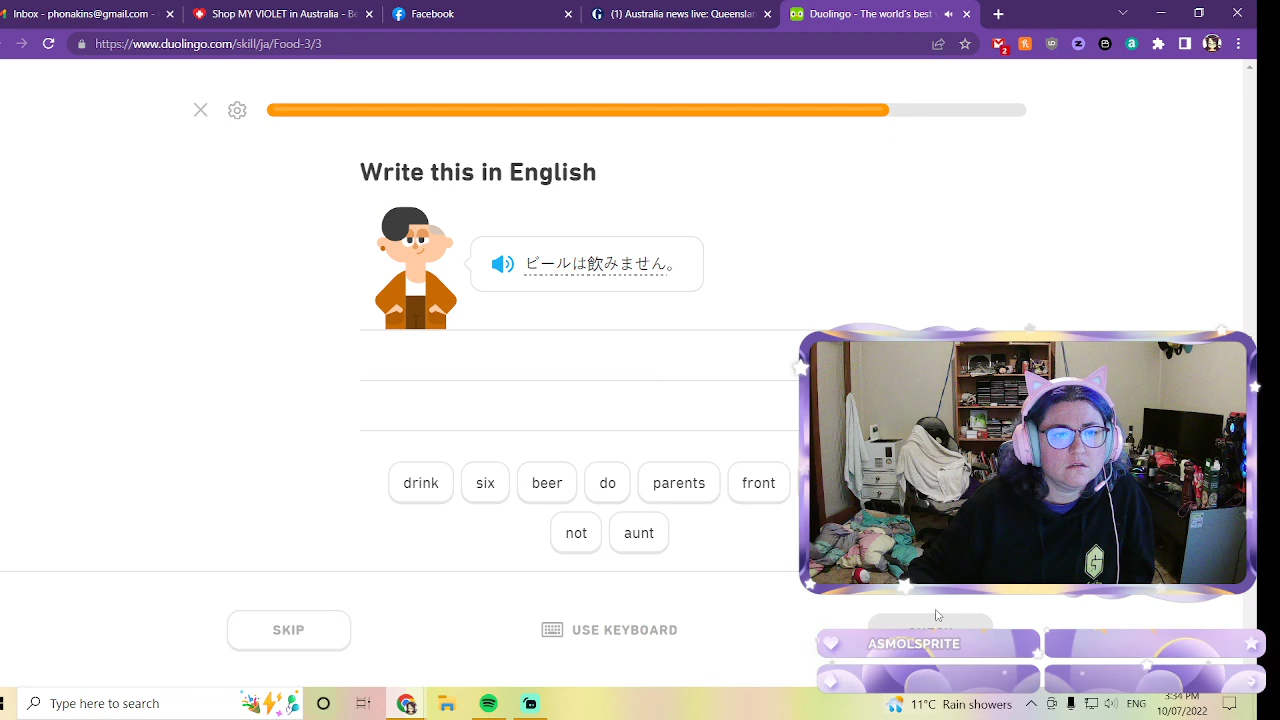 Inbox - phonakins@gmail.com
Shop MY VIOLET in Australia - Be
Facebook
(1) Australia news live: Queenslan
Duolingo - The world's best
https://www.duolingo.com/skill/ja/Food-3/3
2
Write this in English
ビールは飲みません。
drink six beer do parents front
not aunt
SKIP
USE KEYBOARD
ASMOLSPRITE
Type here to search
11°C Rain showers
ENG
3:34 PM
10/07/2022